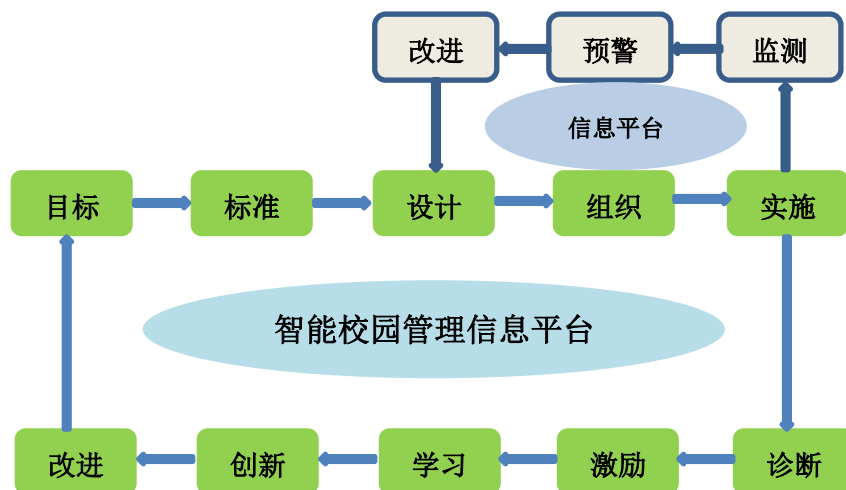 改进
预警
监测
信息平台
目标
标准
设计
组织
实施
智能校园管理信息平台
改进
创新
学习
激励
诊断